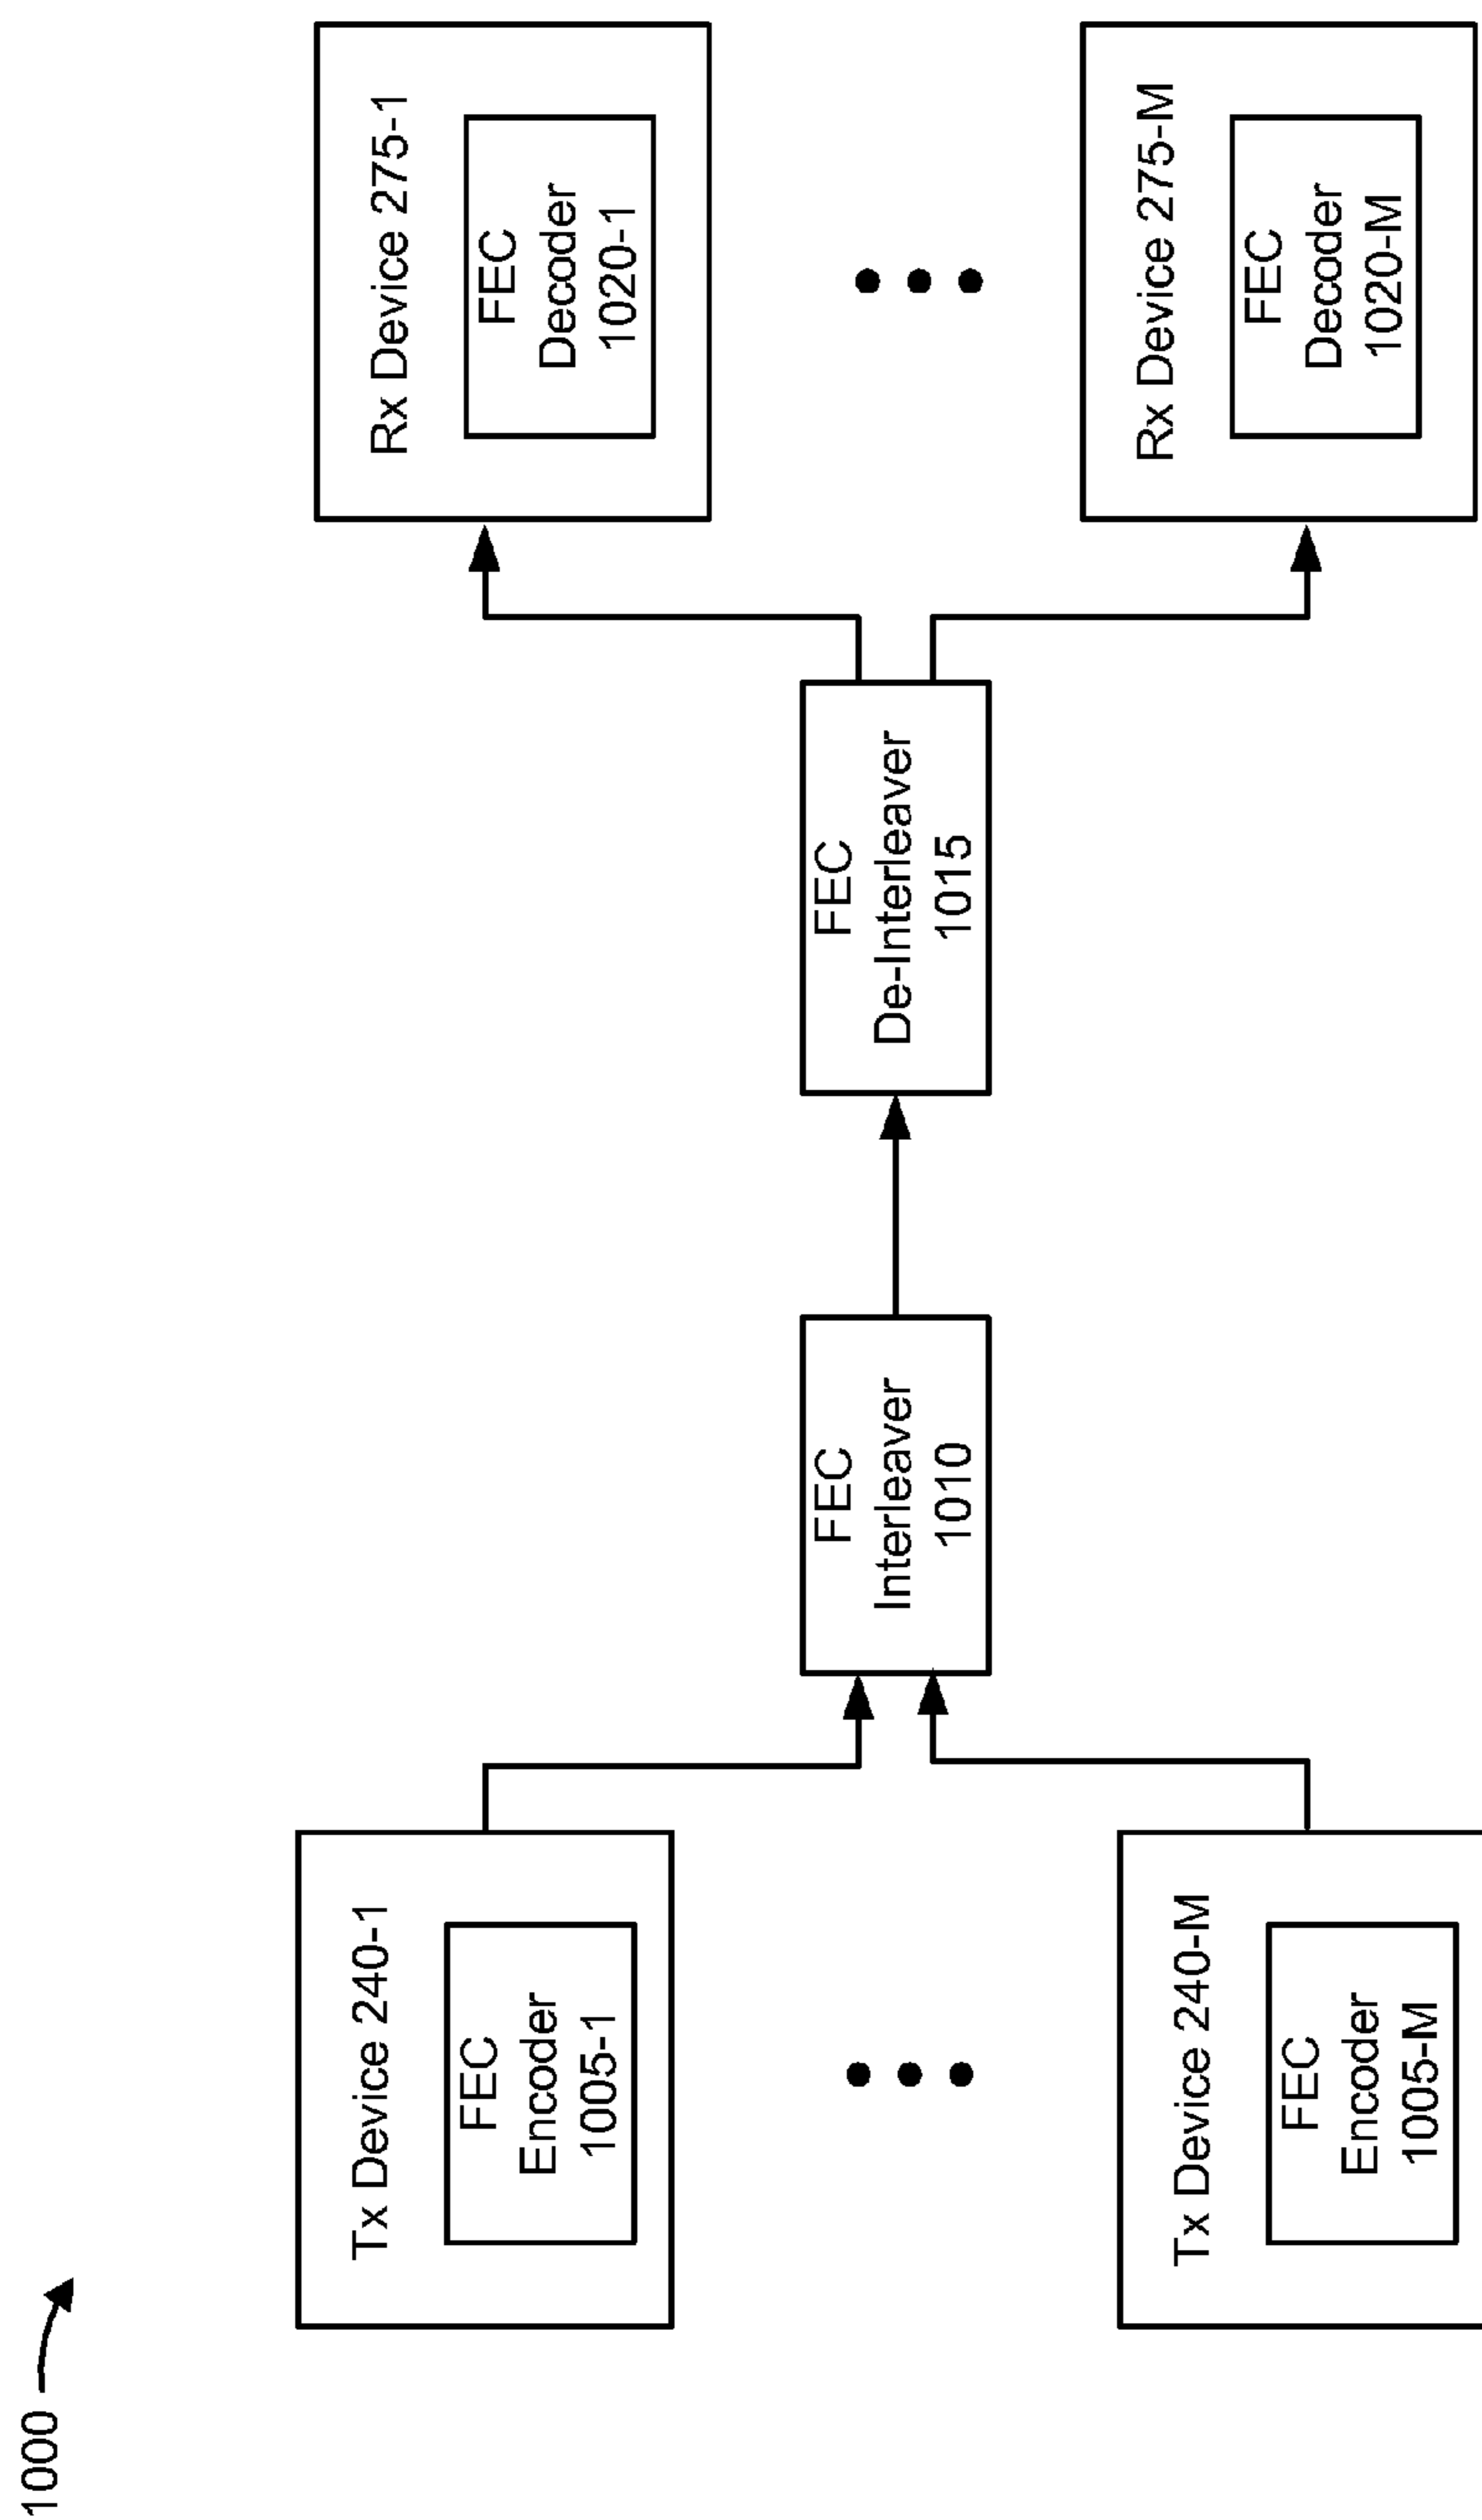 1000
Tx Device 240-1
FEC
Encoder
1005-1
Tx Device 240-M
FEC
Encoder
1005-M
FEC
Interleaver
1010
FEC
De-Interleaver
1015
Rx Device 275-1
FEC
Decoder
1020-1
Rx Device 275-M
FEC
Decoder
1020-M